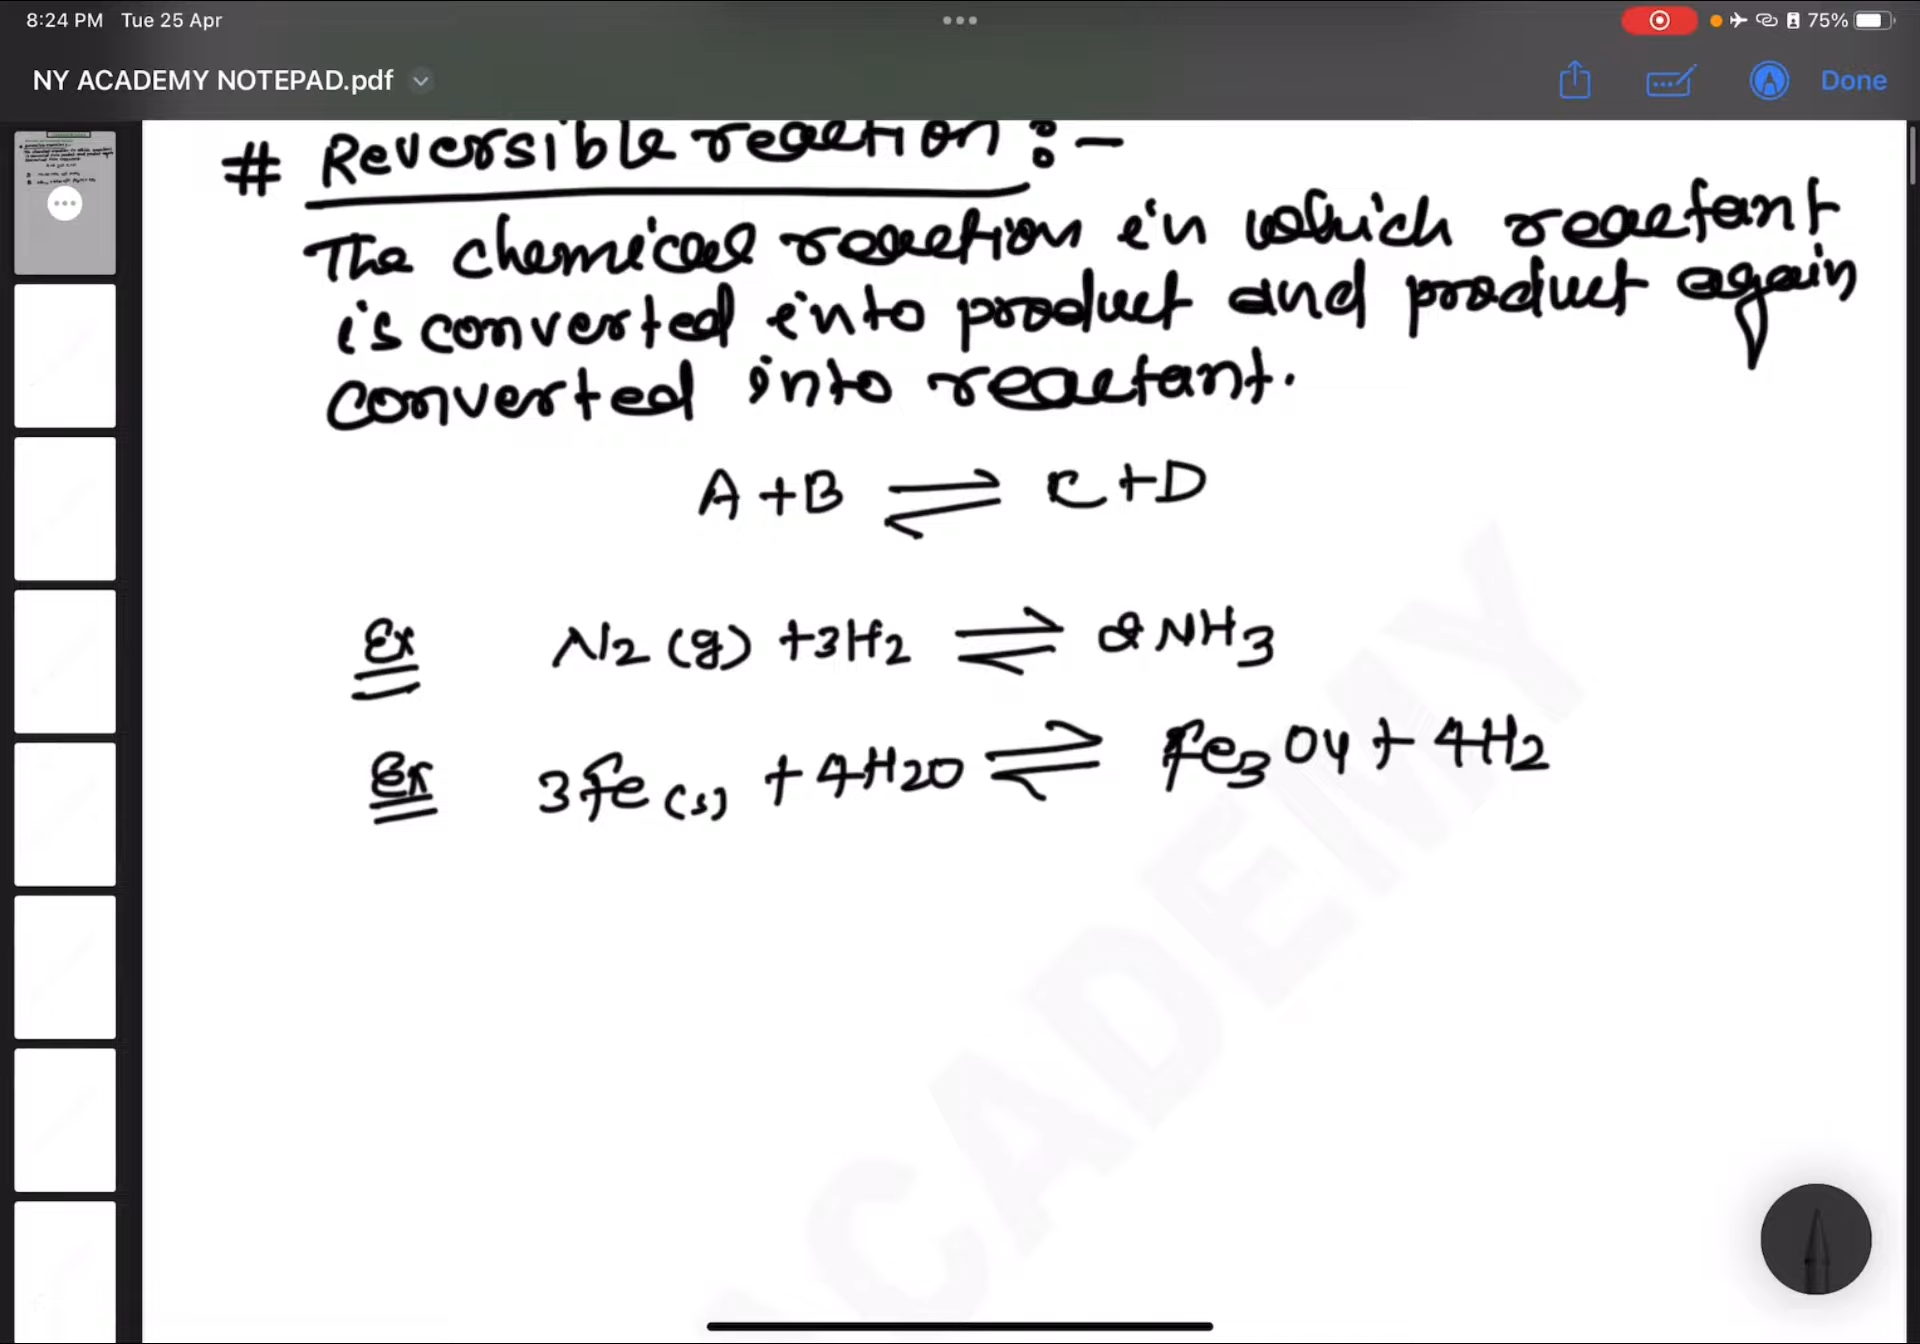 8:24 PM Tue 25 Apr
75%
NY ACADEMY NOTEPAD.pdf
Done
# Reversible reaction :-
The chemical reaction in which reactant
is converted into product and product again
converted into reactant.
A + B ⇌ C + D
Ex N2 (g) + 3H2 ⇌ 2NH3
Ex 3Fe(s) + 4H2O ⇌ Fe3O4 + 4H2
ACADEMY